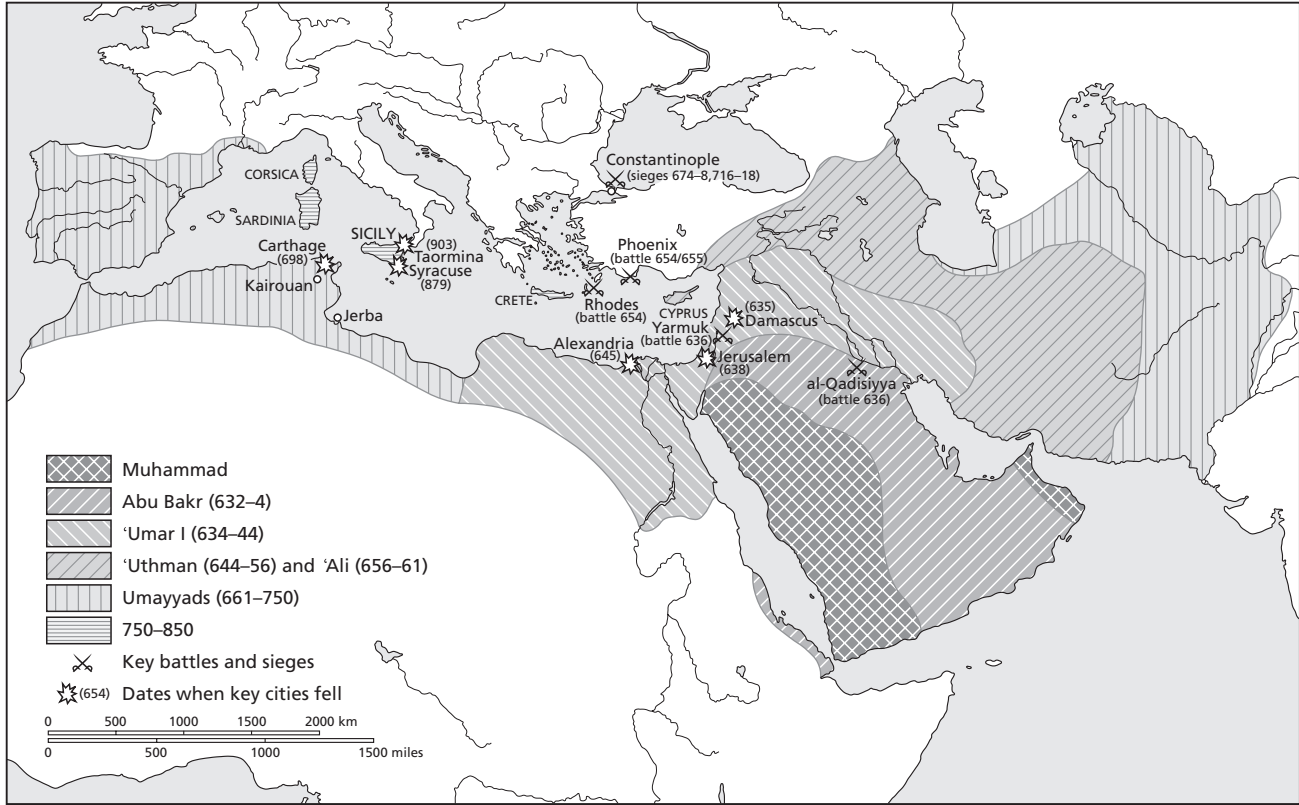 Constantinople
(sieges 674–8,716–18)
CORSICA
SARDINIA
SICILY
(903)
Taormina
Syracuse
(879)
Carthage
(698)
Kairouan
Jerba
Phoenix
(battle 654/655)
CRETE
Rhodes
(battle 654)
CYPRUS
Yarmuk
(battle 636)
(635)
Damascus
Alexandria
(645)
Jerusalem
(638)
al-Qadisiyya
(battle 636)
Muhammad
Abu Bakr (632–4)
‘Umar I (634–44)
‘Uthman (644–56) and ‘Ali (656–61)
Umayyads (661–750)
750–850
Key battles and sieges
(654) Dates when key cities fell
0 500 1000 1500 2000 km
0 500 1000 1500 miles